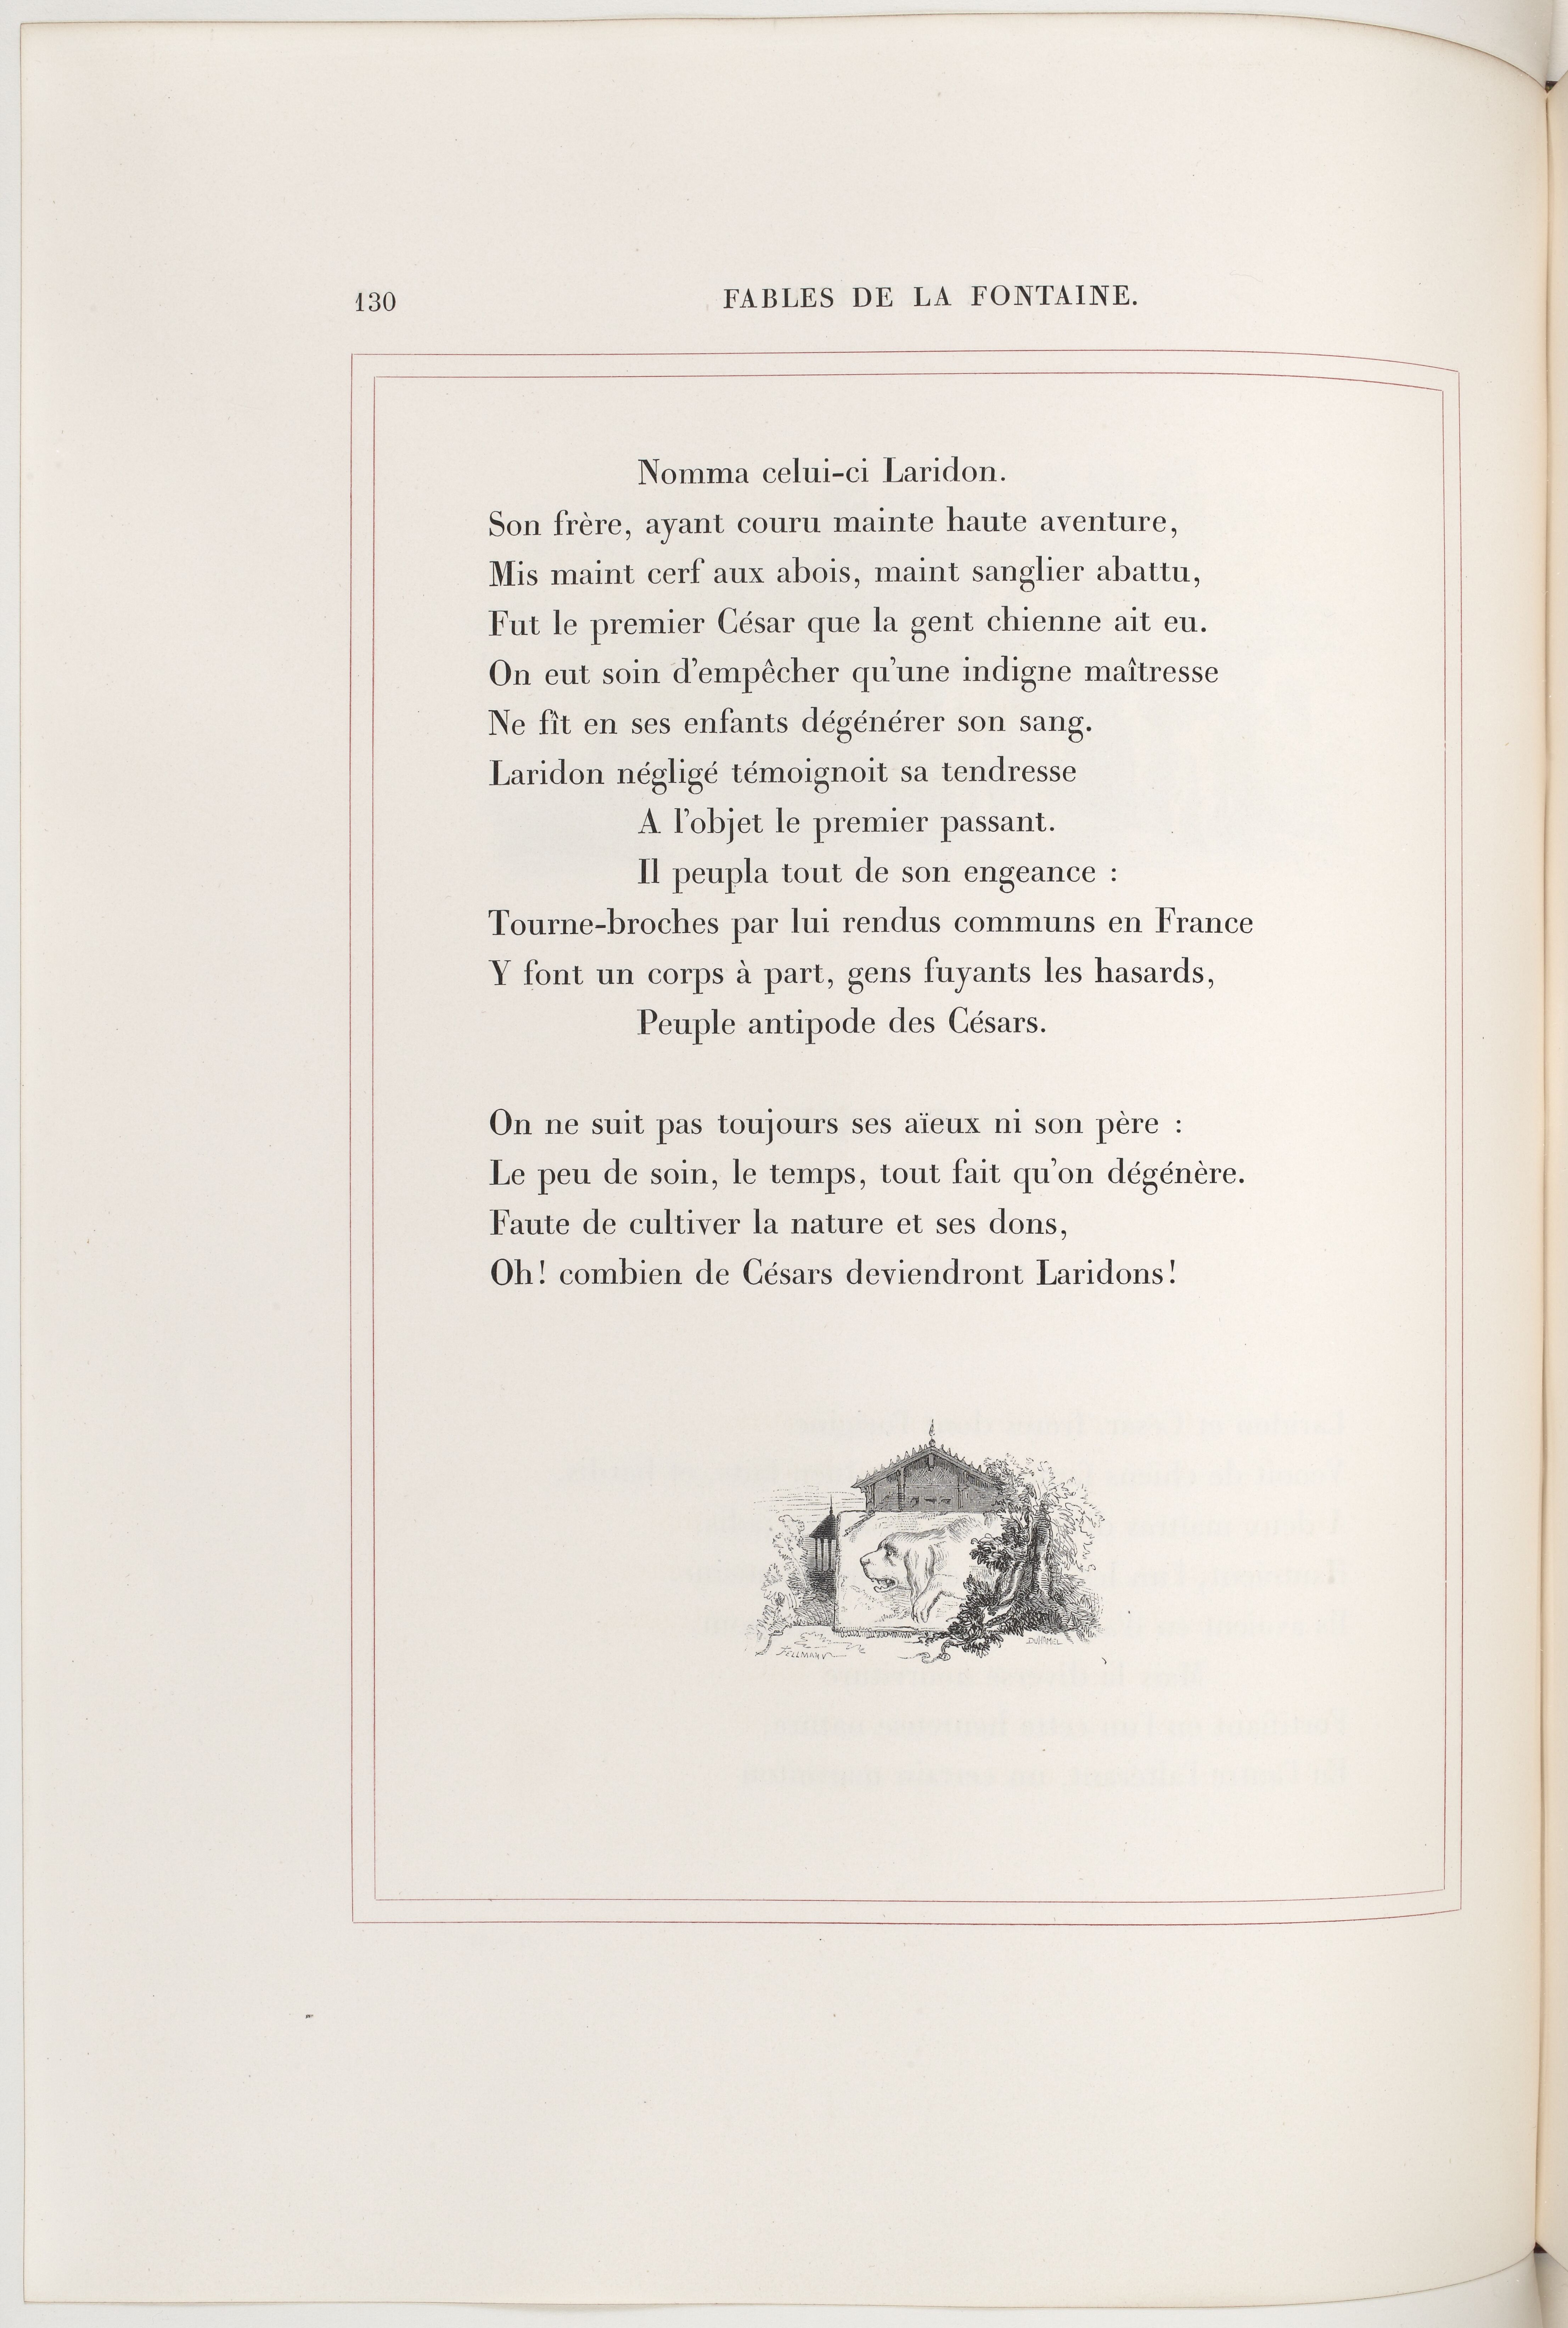 130
FABLES DE LA FONTAINE.
Nomma celui-ci Laridon.
Son frère, ayant couru mainte haute aventure,
Mis maint cerf aux abois, maint sanglier abattu,
Fut le premier César que la gent chienne ait eu.
On eut soin d'empêcher qu'une indigne maîtresse
Ne fît en ses enfants dégénérer son sang.
Laridon négligé témoignoit sa tendresse
A l'objet le premier passant.
Il peupla tout de son engeance :
Tourne-broches par lui rendus communs en France
Y font un corps à part, gens fuyants les hasards,
Peuple antipode des Césars.
On ne suit pas toujours ses aïeux ni son père :
Le peu de soin, le temps, tout fait qu'on dégénère.
Faute de cultiver la nature et ses dons,
Oh! combien de Césars deviendront Laridons!
FELLMANN
DUHAMEL